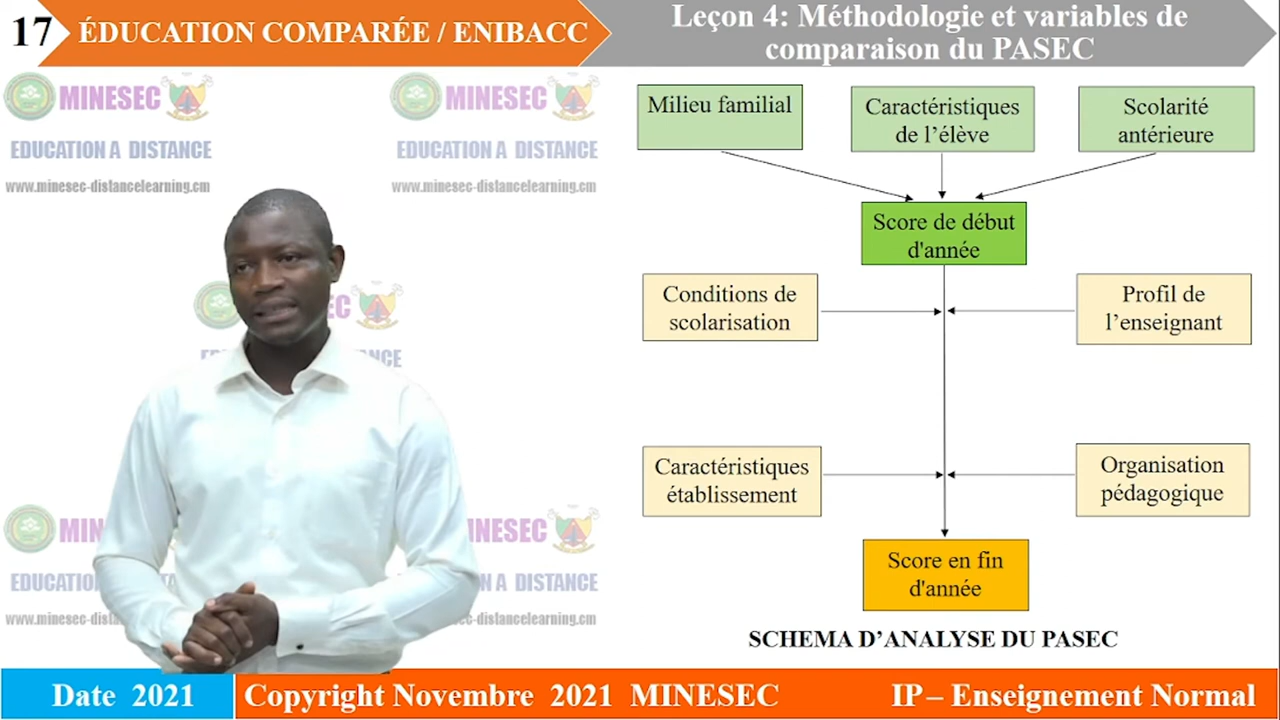 17
ÉDUCATION COMPARÉE / ENIBACC
Leçon 4: Méthodologie et variables de
comparaison du PASEC
MINESEC
EDUCATION A DISTANCE
www.minesec-distancelearning.cm
MINESEC
EDUCATION A DISTANCE
www.minesec-distancelearning.cm
Milieu familial
Caractéristiques
de l'élève
Scolarité
antérieure
Score de début
d'année
Conditions de
scolarisation
Profil de
l'enseignant
Caractéristiques
établissement
Organisation
pédagogique
Score en fin
d'année
SCHEMA D'ANALYSE DU PASEC
Date 2021
Copyright Novembre 2021 MINESEC
IP – Enseignement Normal